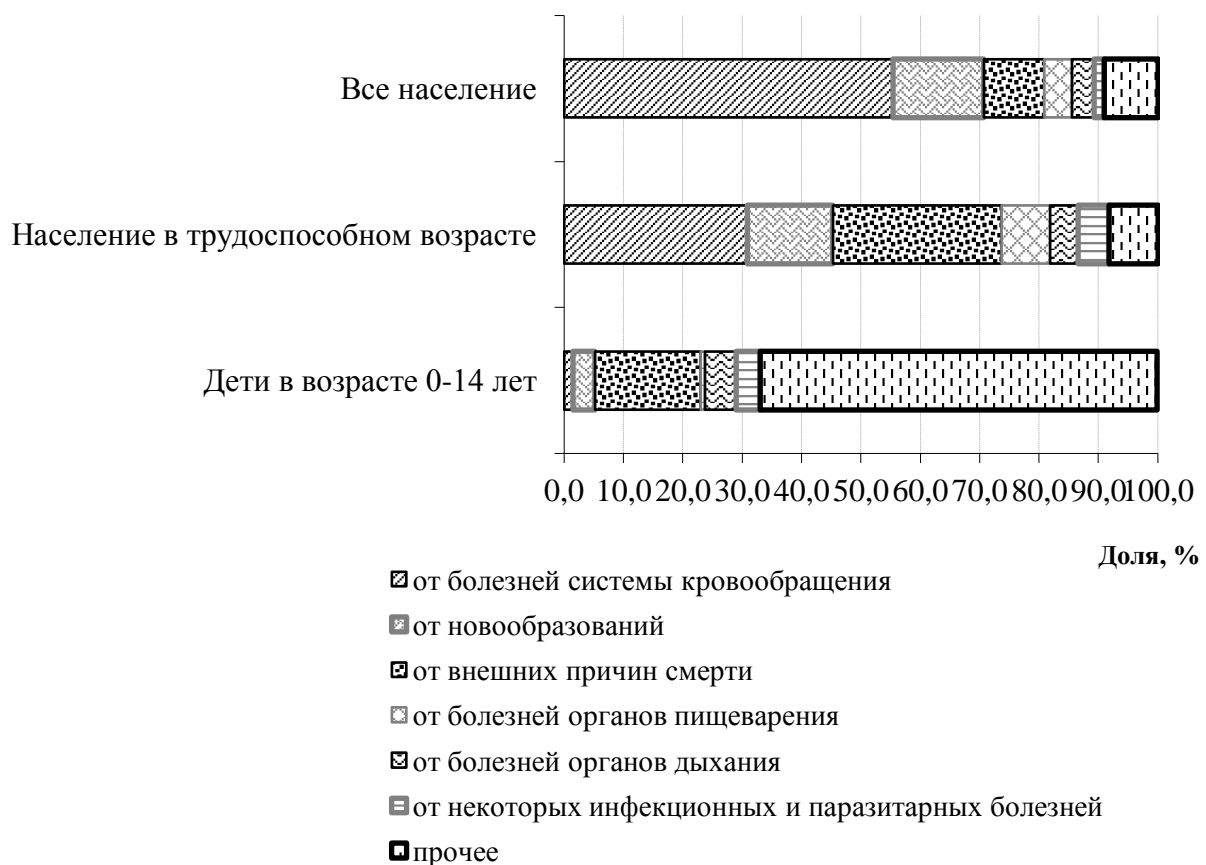 Все население
Население в трудоспособном возрасте
Дети в возрасте 0-14 лет
0,0 10,0 20,0 30,0 40,0 50,0 60,0 70,0 80,0 90,0 100,0
Доля, %
от болезней системы кровообращения
от новообразований
от внешних причин смерти
от болезней органов пищеварения
от болезней органов дыхания
от некоторых инфекционных и паразитарных болезней
прочее